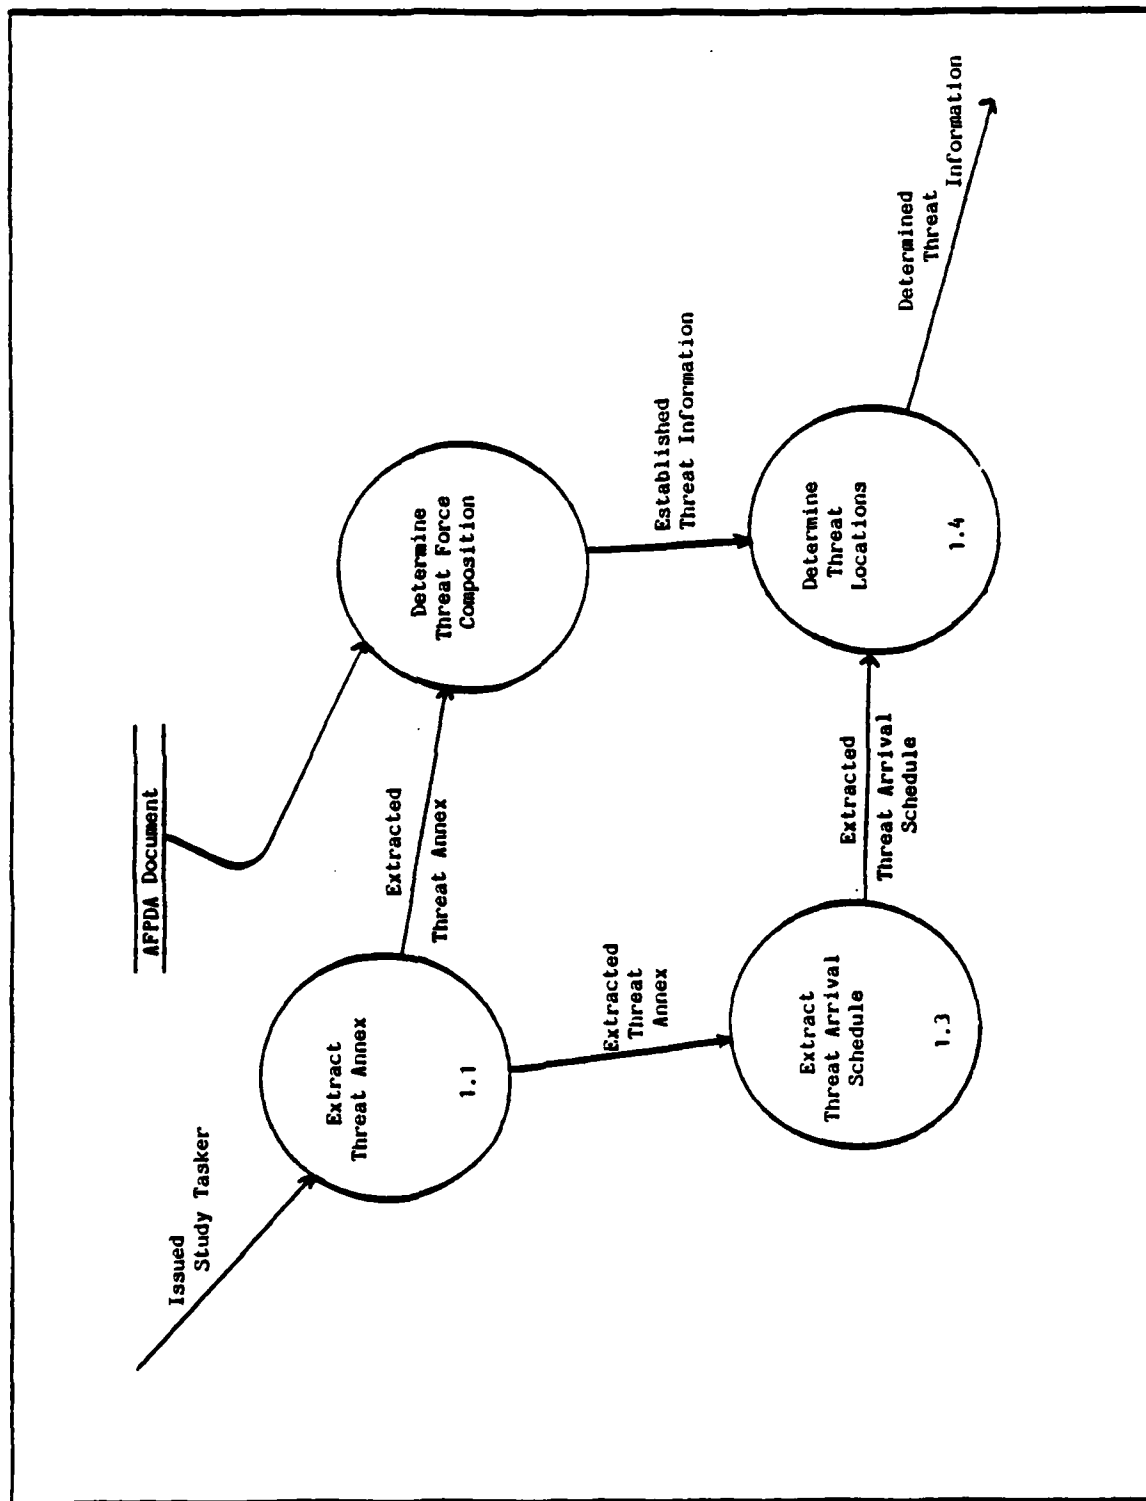 Issued
Study Tasker
AFPDA Document
Extract
Threat Annex
1.1
Extracted
Threat Annex
Determine
Threat Force
Composition
Extracted
Threat
Annex
Established
Threat Information
Extract
Threat Arrival
Schedule
1.3
Extracted
Threat Arrival
Schedule
Determine
Threat
Locations
1.4
Determined
Threat
Information